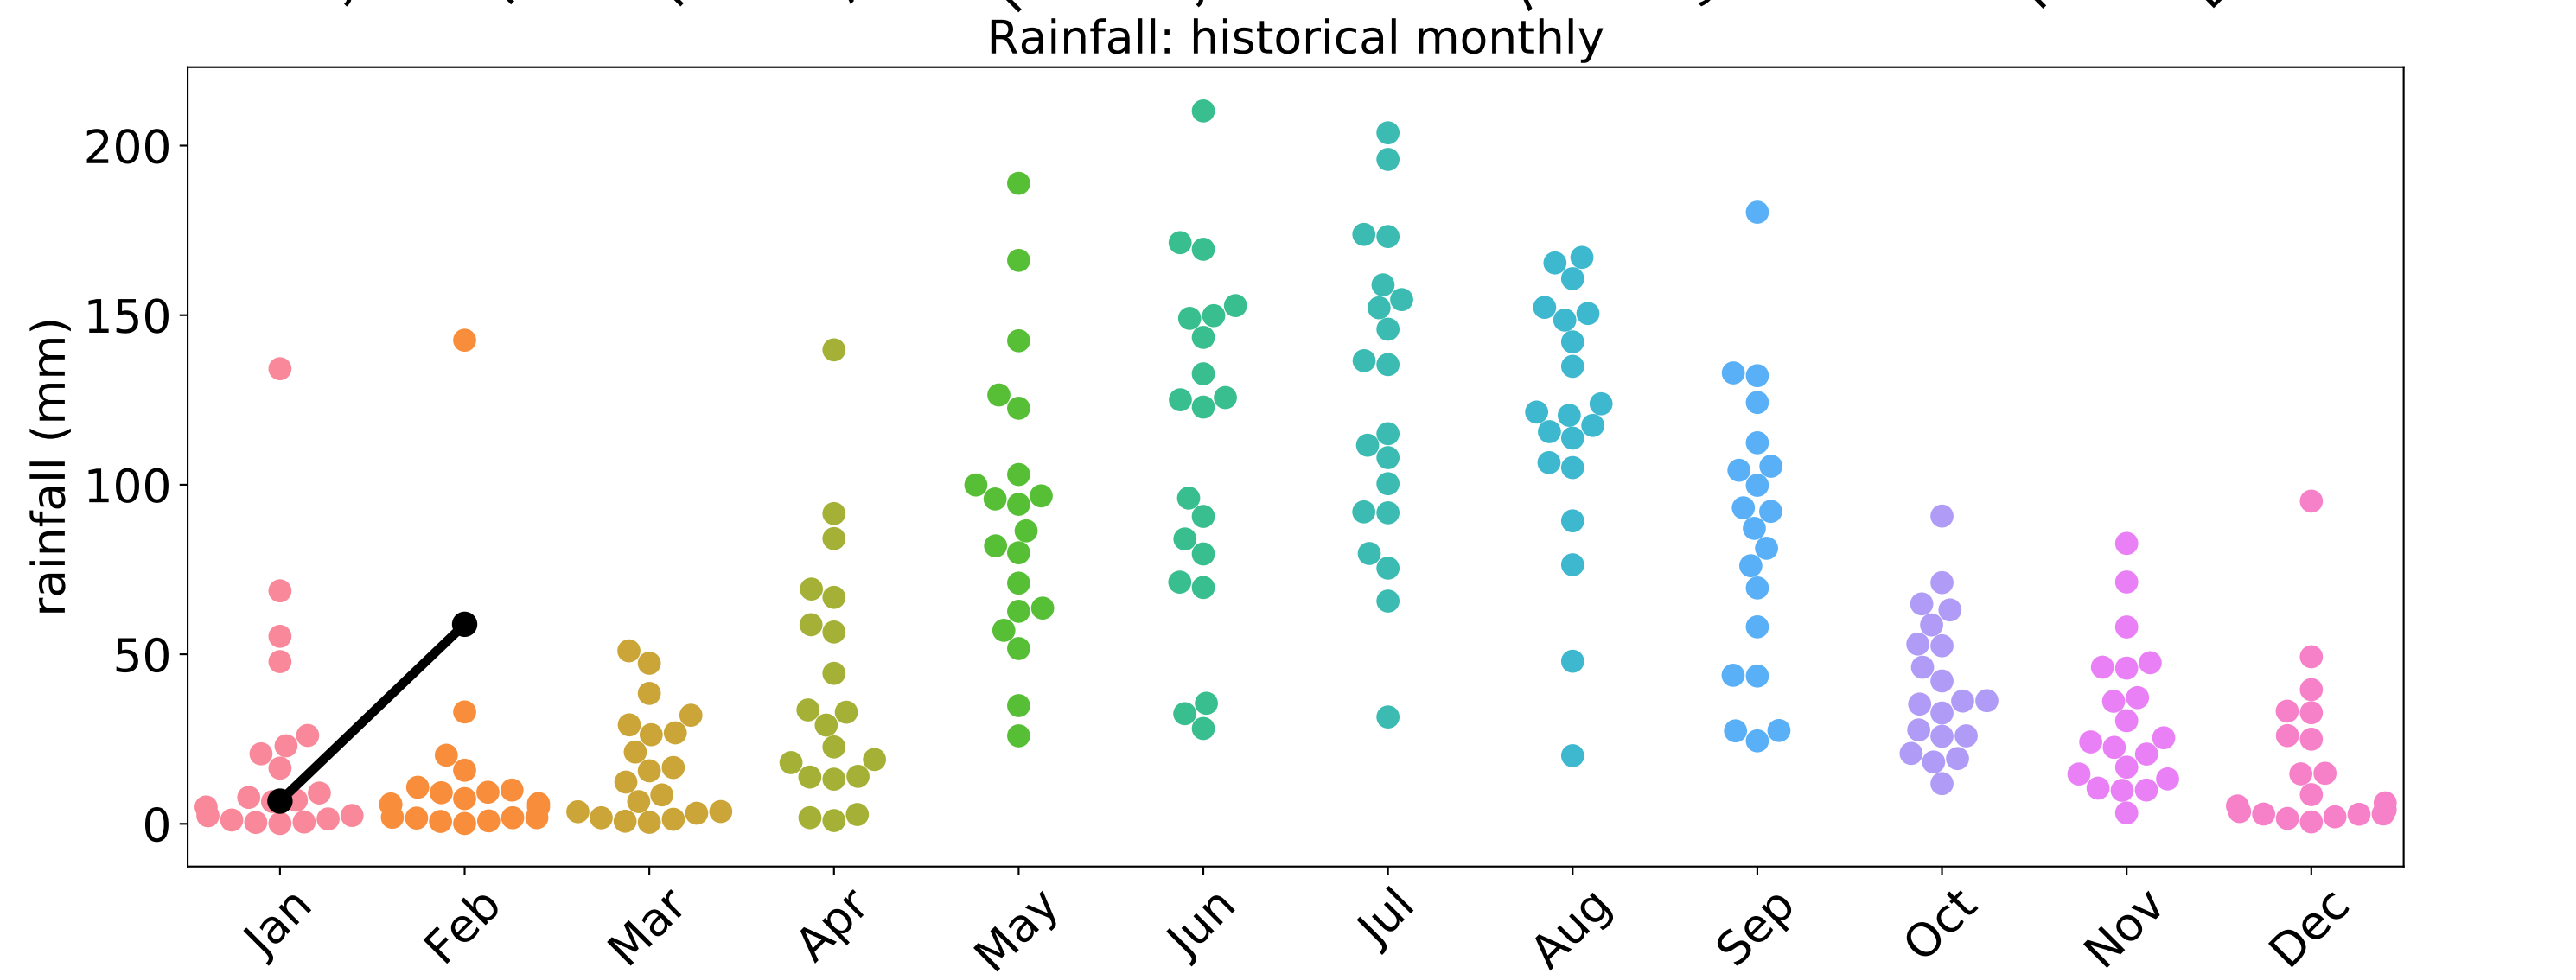 Rainfall: historical monthly
rainfall (mm)
200
150
100
50
0
Jan
Feb
Mar
Apr
May
Jun
Jul
Aug
Sep
Oct
Nov
Dec